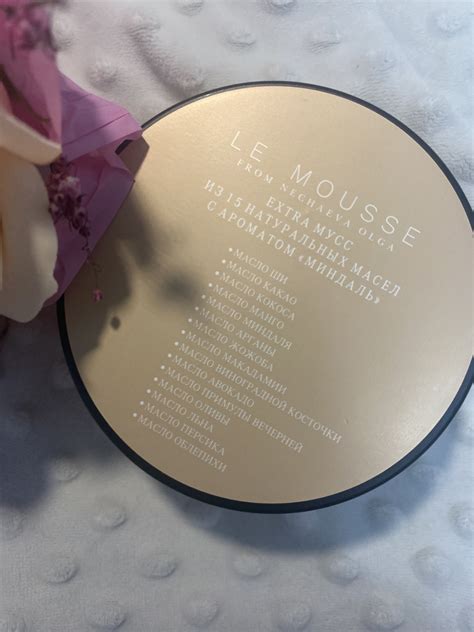 LE MOUSSE
FROM NECHAEVA OLGA
EXTRA МУСС
ИЗ 15 НАТУРАЛЬНЫХ МАСЕЛ
С АРОМАТОМ «МИНДАЛЬ»
• МАСЛО ШИ
• МАСЛО КАКАО
• МАСЛО КОКОСА
• МАСЛО МАНГО
• МАСЛО МИНДАЛЯ
• МАСЛО АРГАНЫ
• МАСЛО ЖОЖОБА
• МАСЛО МАКАДАМИИ
• МАСЛО ВИНОГРАДНОЙ КОСТОЧКИ
• МАСЛО АВОКАДО
• МАСЛО ПРИМУЛЫ ВЕЧЕРНЕЙ
• МАСЛО ОЛИВЫ
• МАСЛО ЛЬНА
• МАСЛО ПЕРСИКА
• МАСЛО ОБЛЕПИХИ